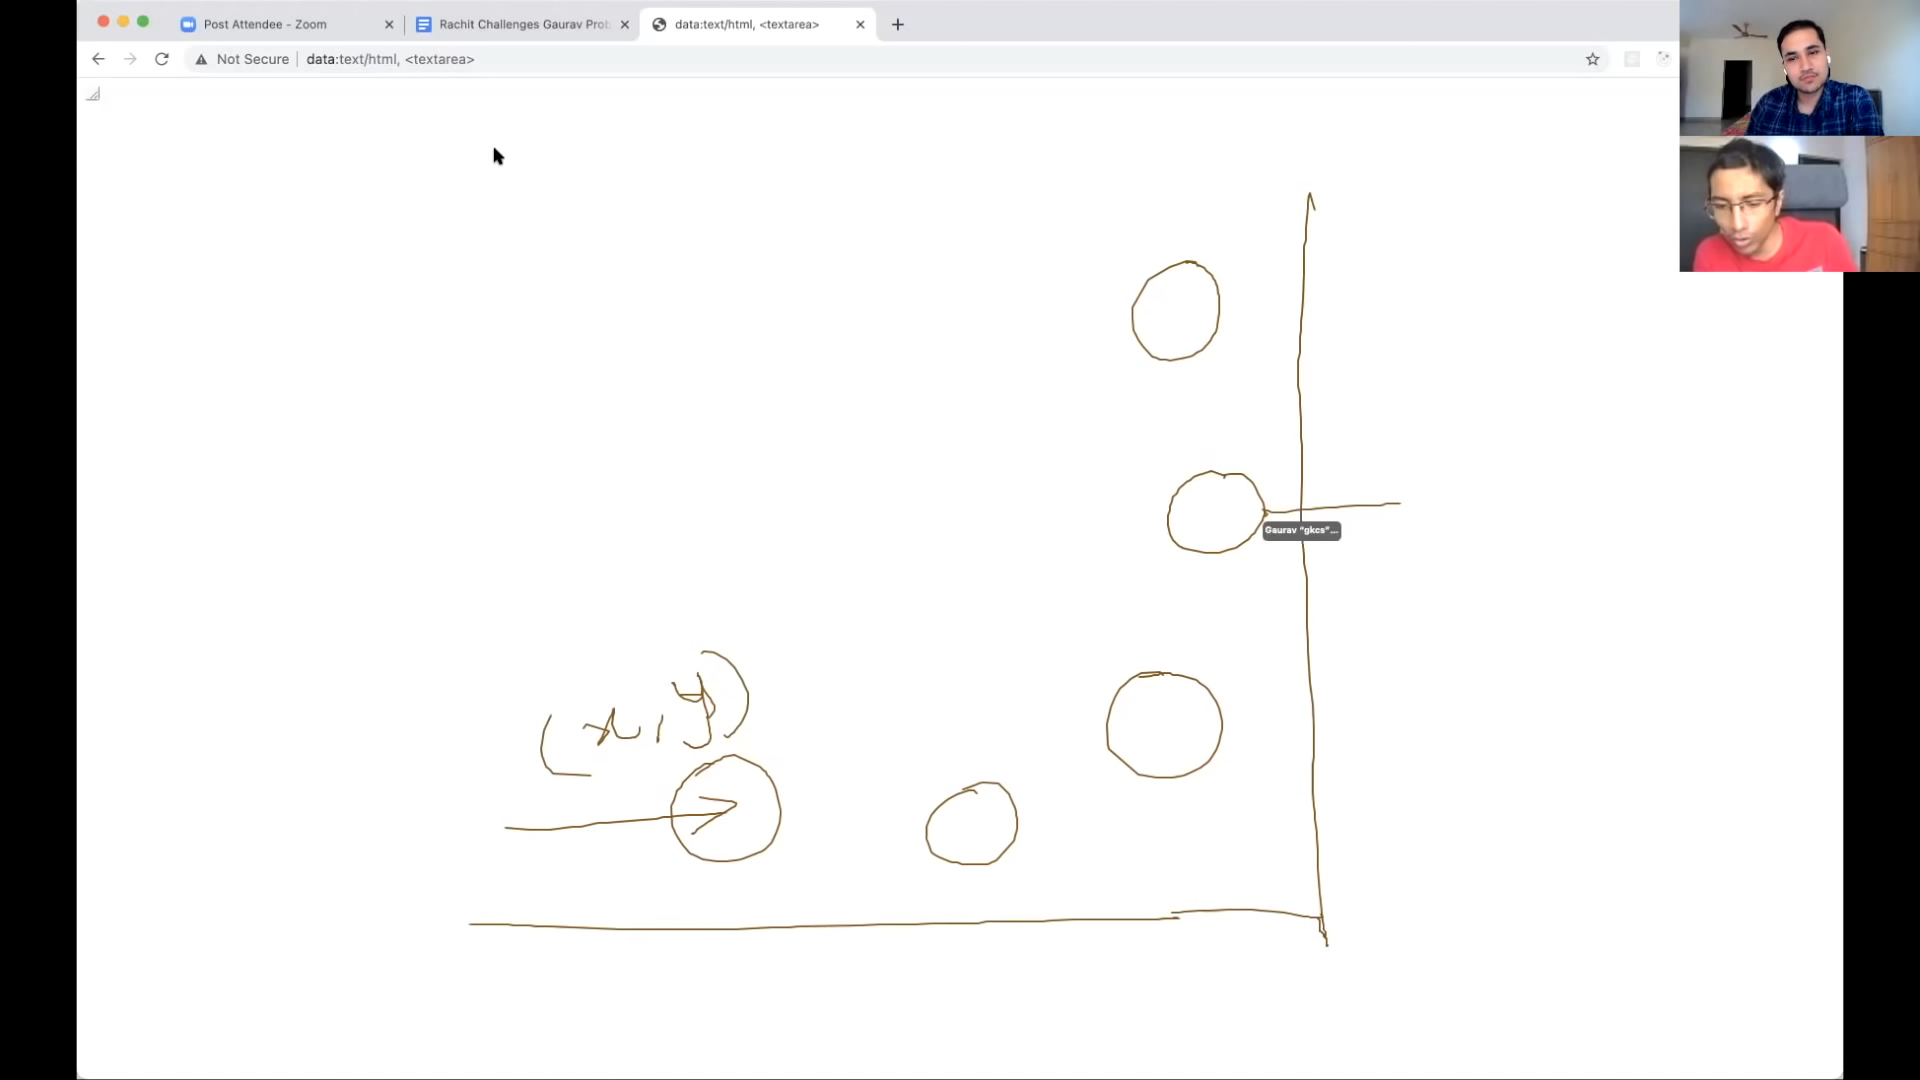 Post Attendee - Zoom
Rachit Challenges Gaurav Prob
data:text/html, <textarea>
Not Secure
data:text/html, <textarea>
Gaurav "gkcs"...
(x, y)